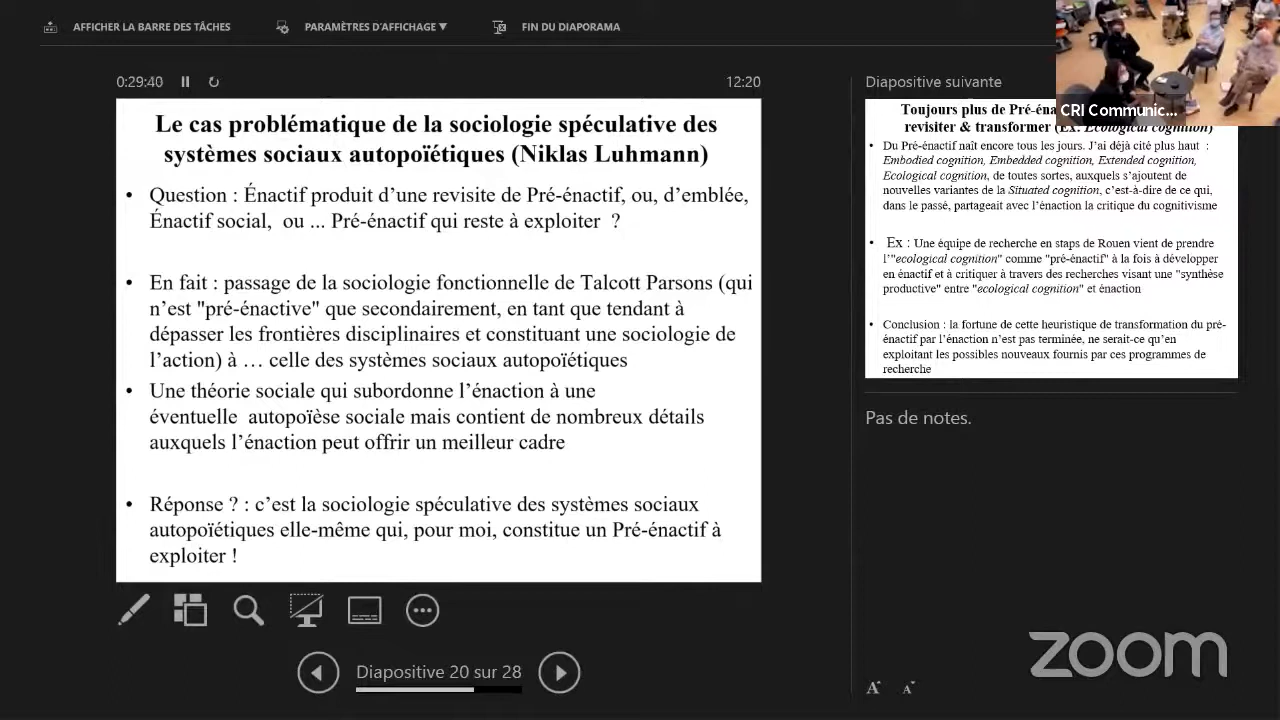 AFFICHER LA BARRE DES TÂCHES
PARAMÈTRES D'AFFICHAGE ▼
FIN DU DIAPORAMA
0:29:40
12:20
Le cas problématique de la sociologie spéculative des
systèmes sociaux autopoïétiques (Niklas Luhmann)
• Question : Énactif produit d’une revisite de Pré-énactif, ou, d’emblée,
Énactif social, ou ... Pré-énactif qui reste à exploiter ?
• En fait : passage de la sociologie fonctionnelle de Talcott Parsons (qui
n’est "pré-énactive" que secondairement, en tant que tendant à
dépasser les frontières disciplinaires et constituant une sociologie de
l’action) à … celle des systèmes sociaux autopoïétiques
• Une théorie sociale qui subordonne l’énaction à une
éventuelle autopoïèse sociale mais contient de nombreux détails
auxquels l’énaction peut offrir un meilleur cadre
• Réponse ? : c’est la sociologie spéculative des systèmes sociaux
autopoïétiques elle-même qui, pour moi, constitue un Pré-énactif à
exploiter !
Diapositive 20 sur 28
Diapositive suivante
CRI Communic...
Toujours plus de Pré-éna
revisiter & transformer (Ex. Ecological cognition)
• Du Pré-énactif naît encore tous les jours. J’ai déjà cité plus haut :
Embodied cognition, Embedded cognition, Extended cognition,
Ecological cognition, de toutes sortes, auxquels s’ajoutent de
nouvelles variantes de la Situated cognition, c’est-à-dire de ce qui,
dans le passé, partageait avec l’énaction la critique du cognitivisme
• Ex : Une équipe de recherche en staps de Rouen vient de prendre
l’"ecological cognition" comme "pré-énactif" à la fois à développer
en énactif et à critiquer à travers des recherches visant une "synthèse
productive" entre "ecological cognition" et énaction
• Conclusion : la fortune de cette heuristique de transformation du pré-
énactif par l’énaction n’est pas terminée, ne serait-ce qu’en
exploitant les possibles nouveaux fournis par ces programmes de
recherche
Pas de notes.
A A
zoom